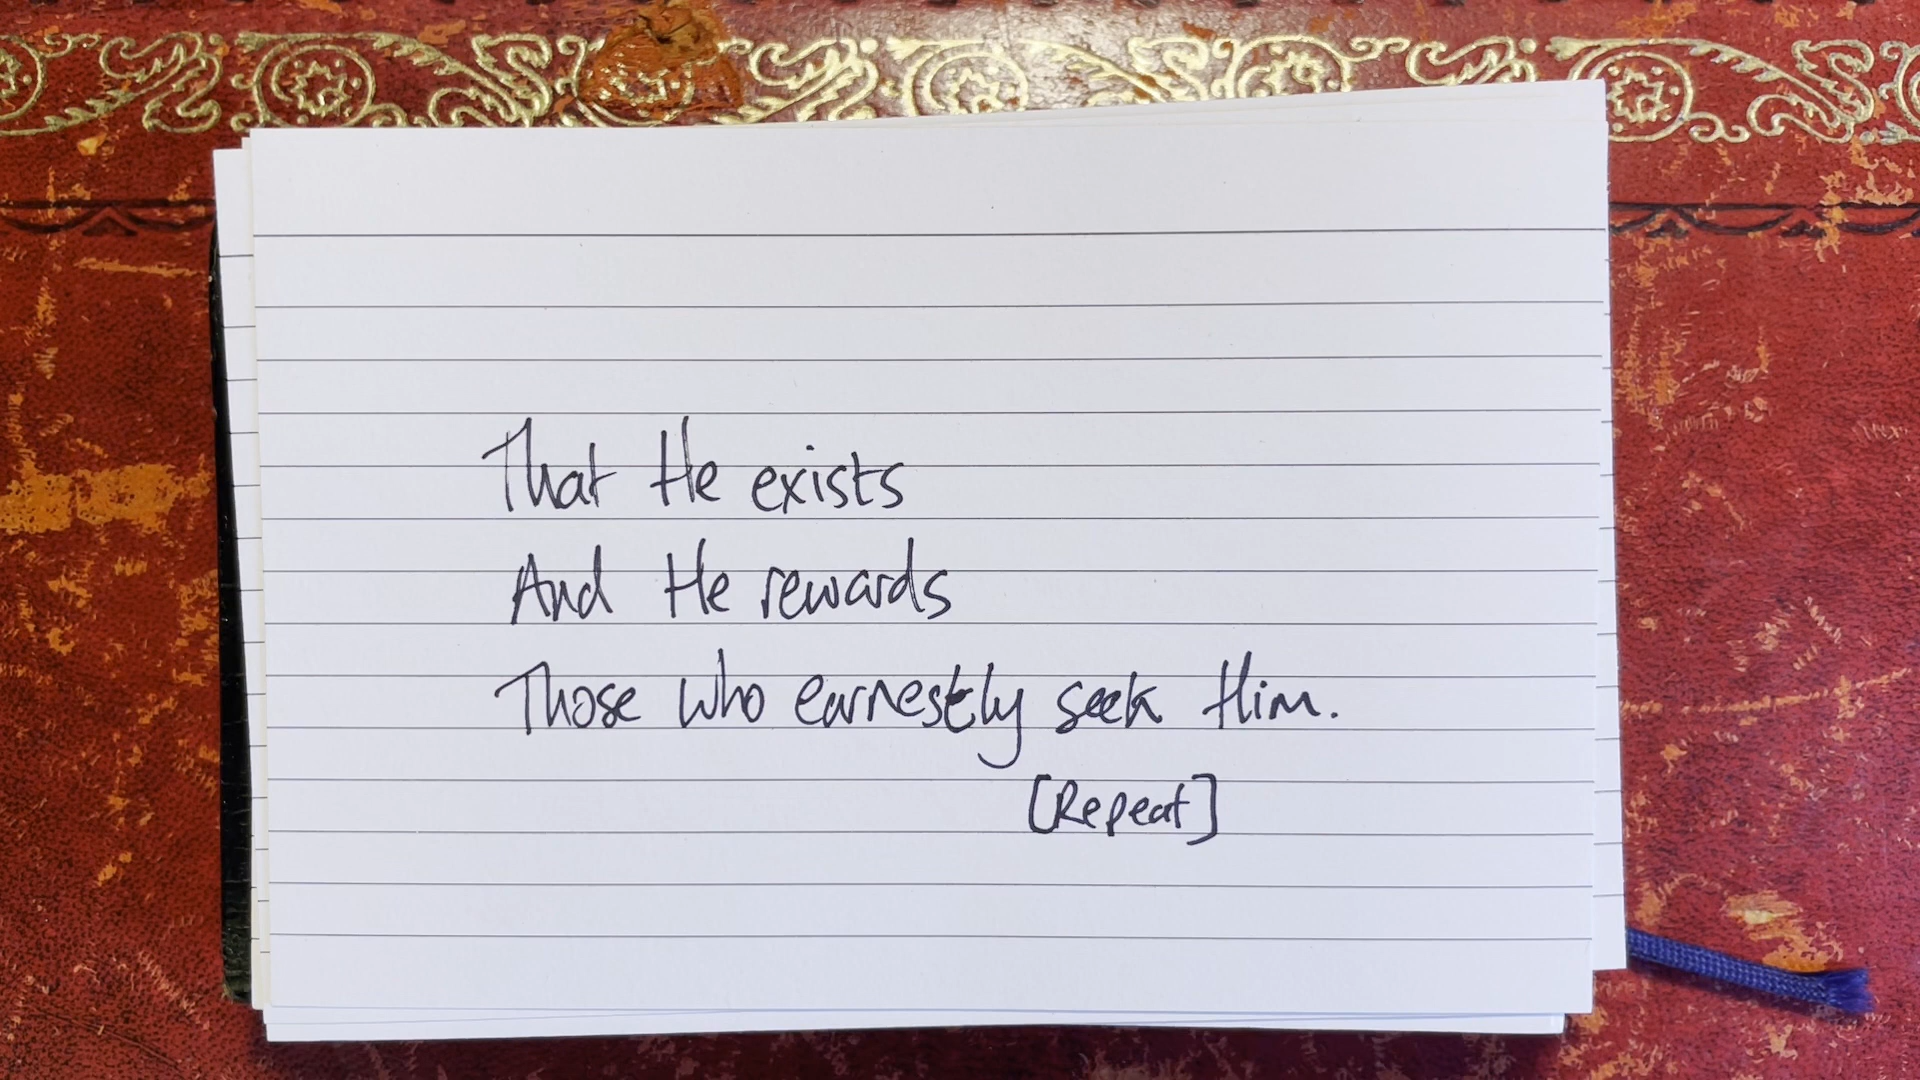 That He exists
And He rewards
Those who earnestly seek Him.
[Repeat]